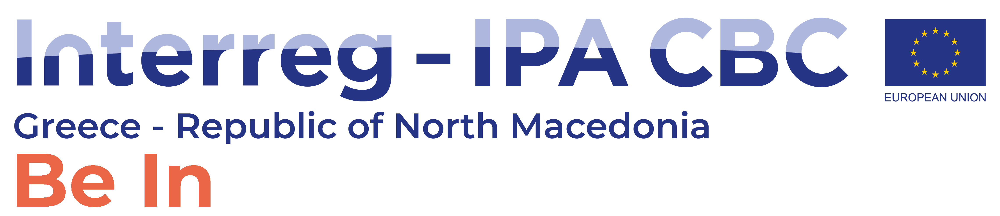 Interreg - IPA CBC
EUROPEAN UNION
Greece - Republic of North Macedonia
Be In